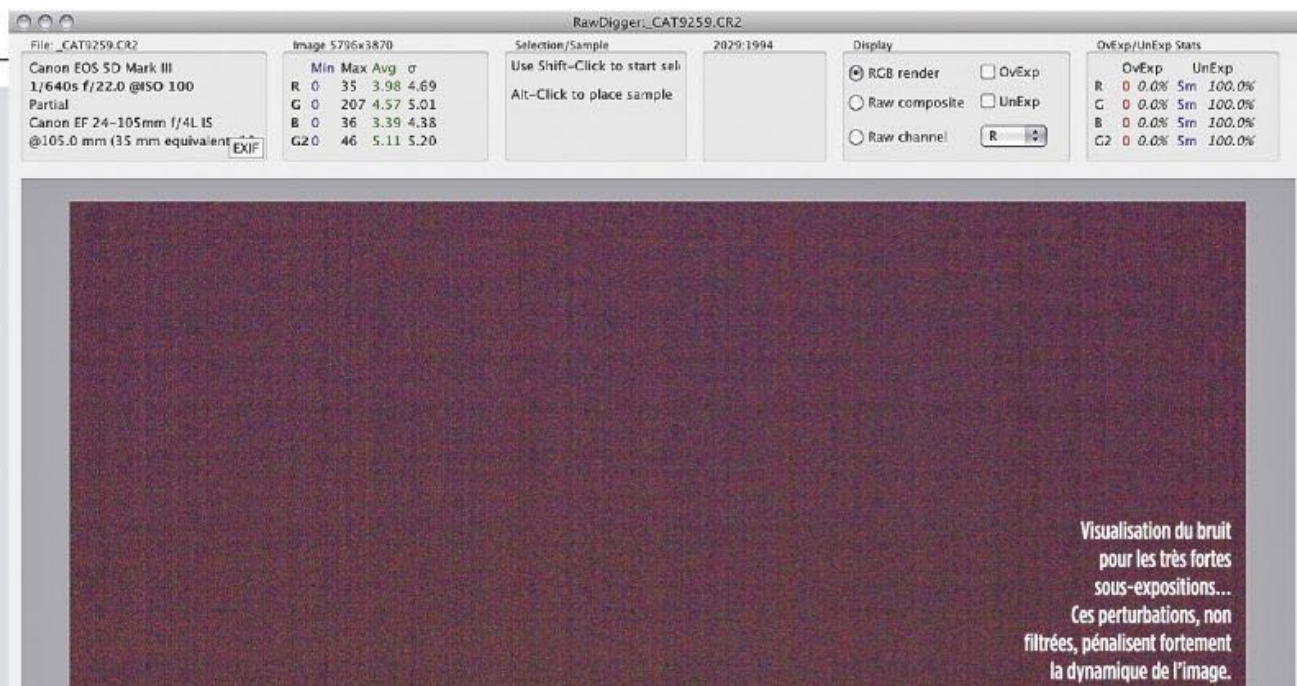 RawDigger:_CAT9259.CR2
File: _CAT9259.CR2
Canon EOS 5D Mark III
1/640s f/22.0 @ISO 100
Partial
Canon EF 24-105mm f/4L IS
@105.0 mm (35 mm equivalent
EXIF
Image 5796x3870
Min Max Avg σ
R 0 35 3.98 4.69
G 0 207 4.57 5.01
B 0 36 3.39 4.38
G2 0 46 5.11 5.20
Selection/Sample
Use Shift-Click to start sel
Alt-Click to place sample
2029:1994
Display
RGB render OvExp
Raw composite UnExp
Raw channel R
OvExp/UnExp Stats
OvExp UnExp
R 0 0.0% 5m 100.0%
G 0 0.0% 5m 100.0%
B 0 0.0% 5m 100.0%
G2 0 0.0% 5m 100.0%
Visualisation du bruit
pour les très fortes
sous-expositions...
Ces perturbations, non
filtrées, pénalisent fortement
la dynamique de l'image.